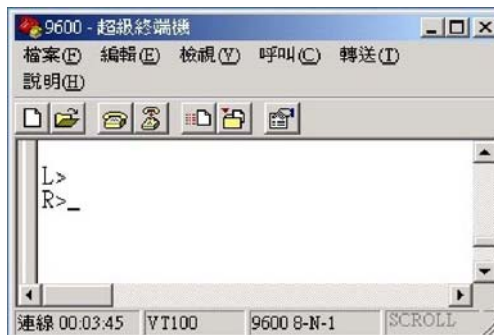 9600 - 超級終端機
檔案(F) 編輯(E) 檢視(V) 呼叫(C) 轉送(T)
說明(H)
L>
R>_
連線 00:03:45 VT100 9600 8-N-1 SCROLL